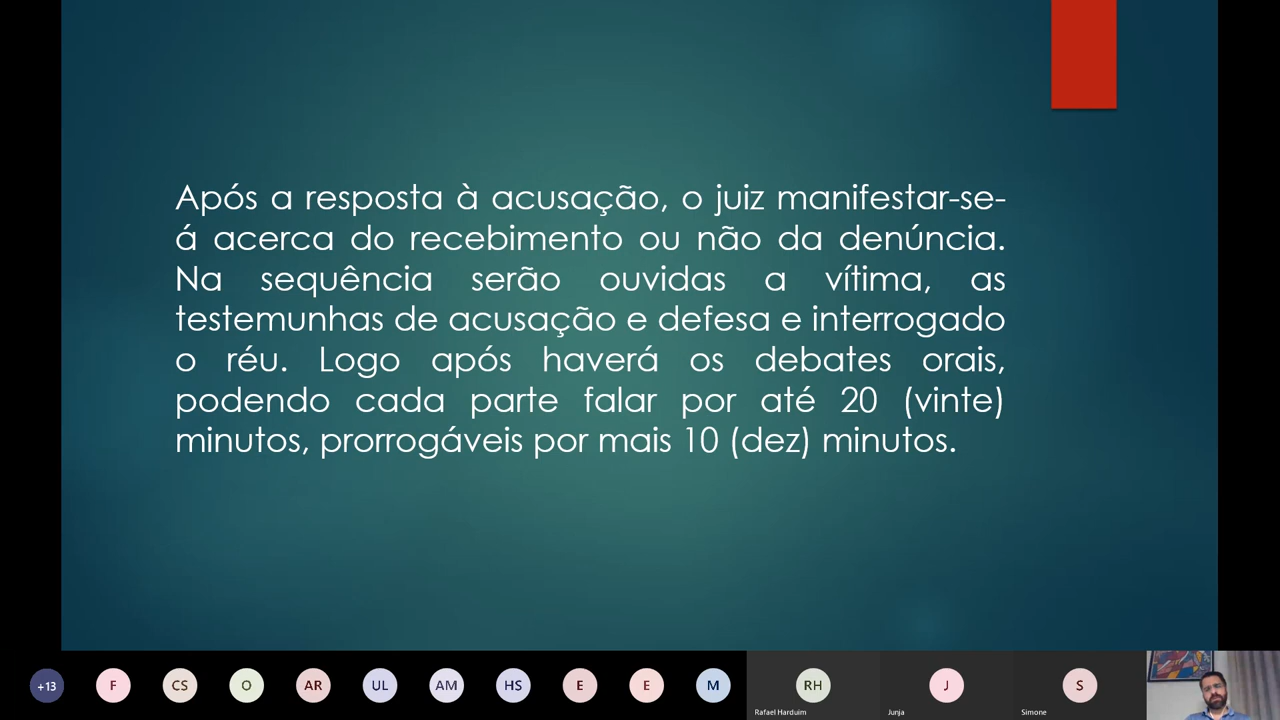 Após a resposta à acusação, o juiz manifestar-se-
á acerca do recebimento ou não da denúncia.
Na sequência serão ouvidas a vítima, as
testemunhas de acusação e defesa e interrogado
o réu. Logo após haverá os debates orais,
podendo cada parte falar por até 20 (vinte)
minutos, prorrogáveis por mais 10 (dez) minutos.
+13 F CS O AR UL AM HS E E M RH J S
Rafael Harduim Junja Simone